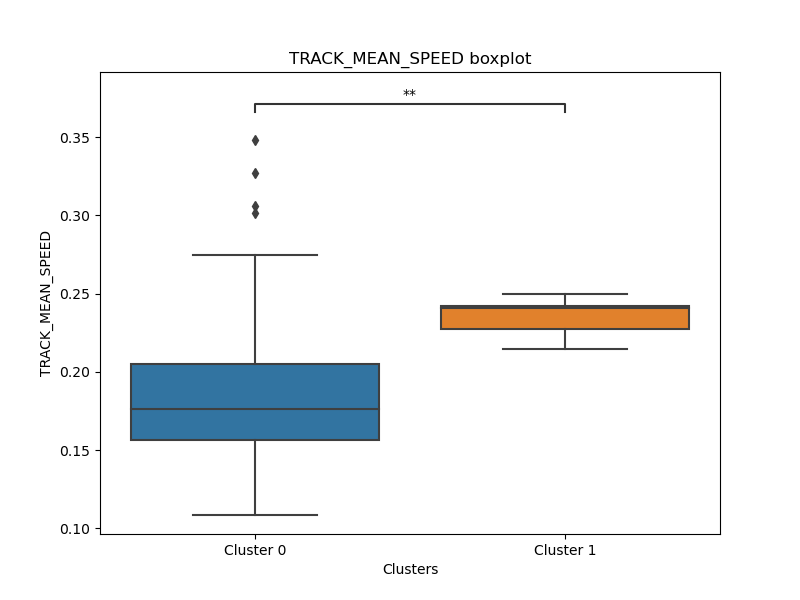 TRACK_MEAN_SPEED boxplot
**
0.35
0.30
0.25
0.20
0.15
0.10
TRACK_MEAN_SPEED
Cluster 0
Cluster 1
Clusters